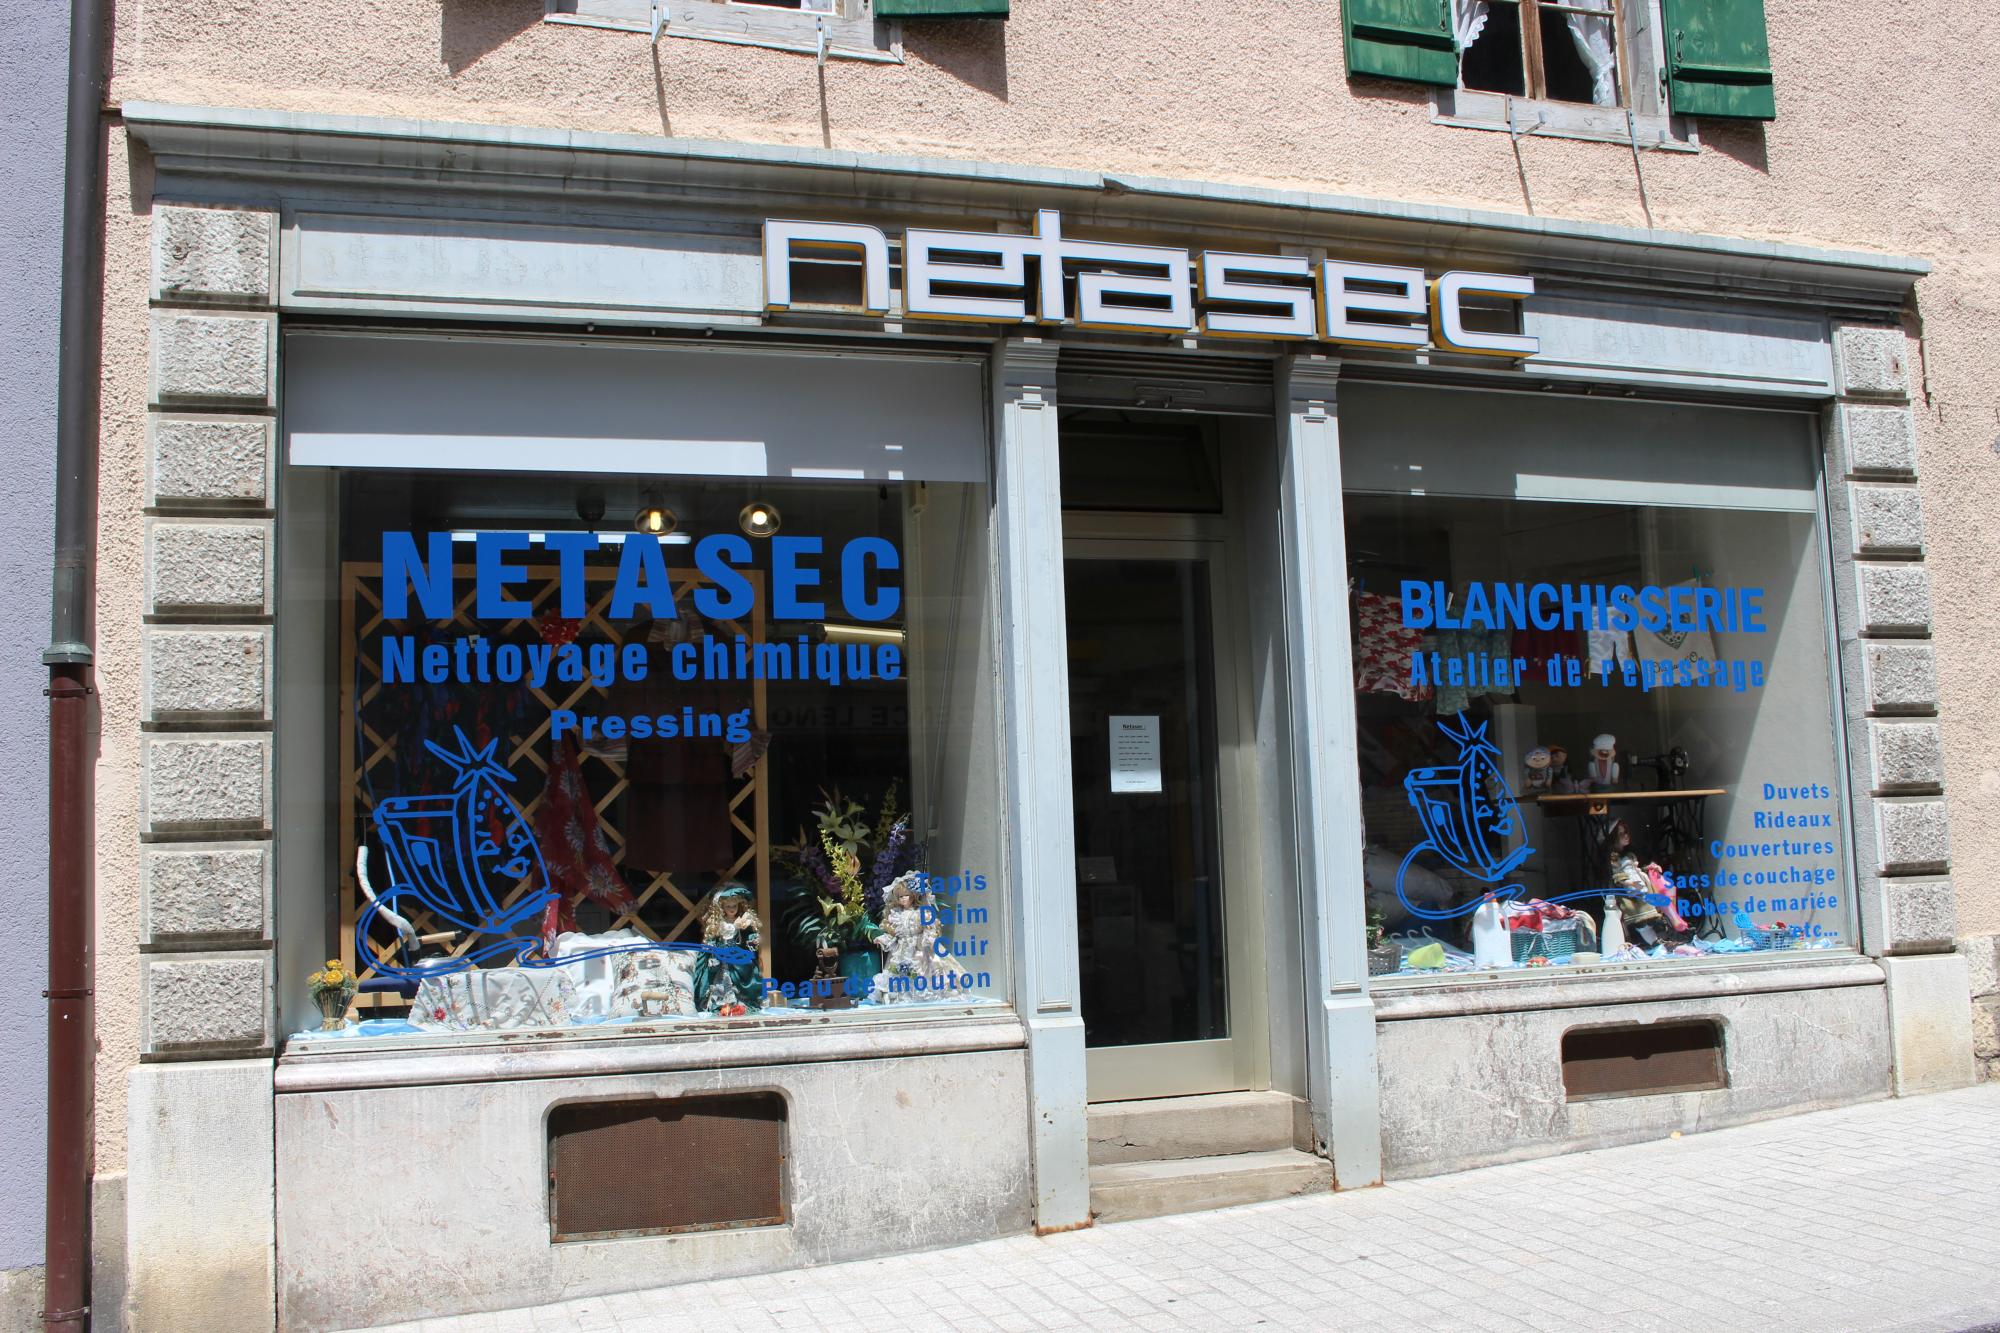 netasec
NETASEC
Nettoyage chimique
Pressing
Tapis
Daim
Cuir
Peau de mouton
Netasec :
BLANCHISSERIE
Atelier de repassage
Duvets
Rideaux
Couvertures
Sacs de couchage
Robes de mariée
etc...